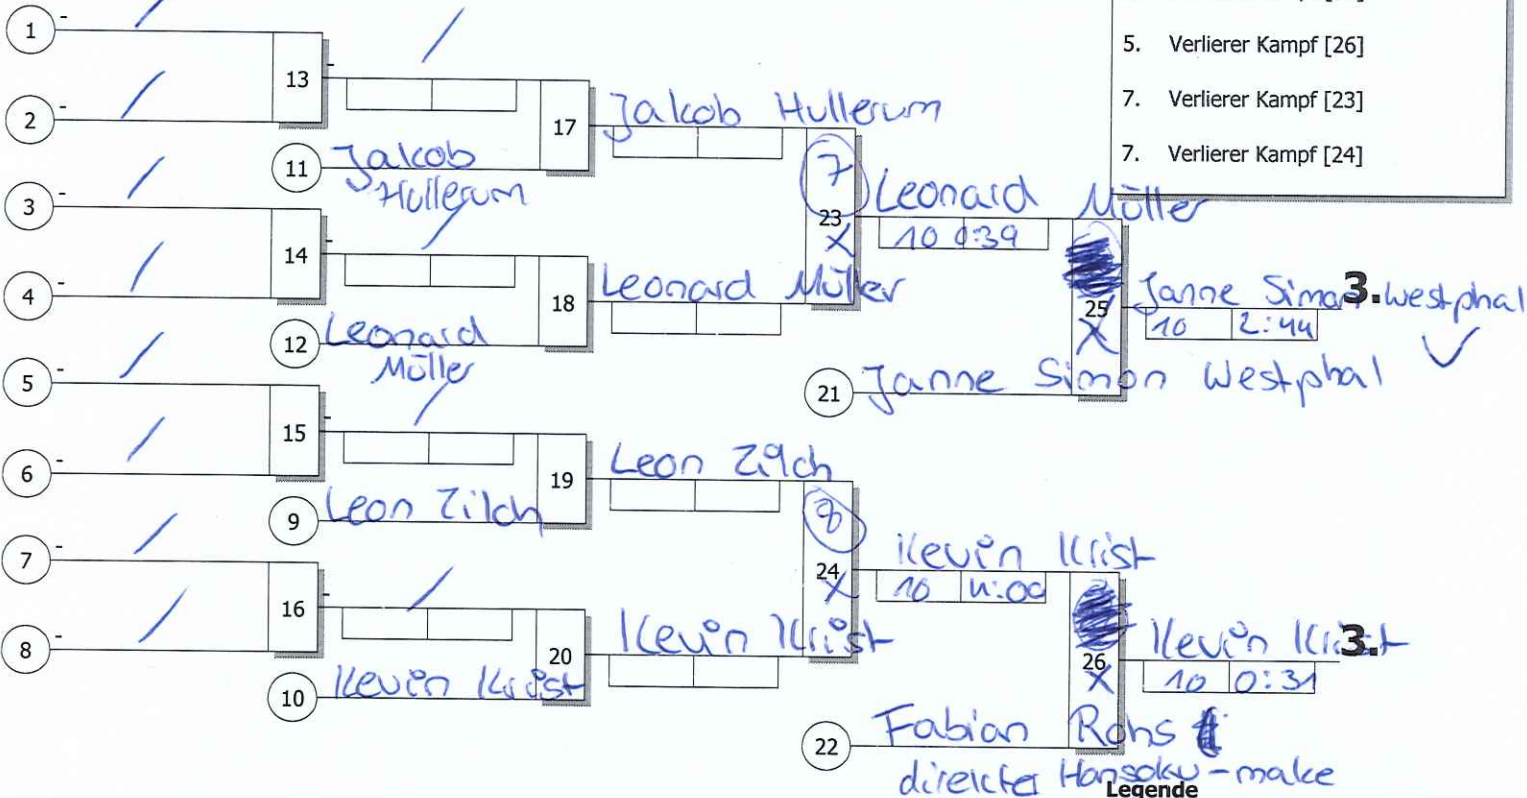 5. Verlierer Kampf [26]
7. Verlierer Kampf [23]
7. Verlierer Kampf [24]
1 -
13
2 -
-
17
11 Jakob
Hullerum
Jakob Hullerum
3 -
14
4 -
-
18
12 Leonard
Müller
Leonard Müller
7
23
X
Leonard Müller
10 0:39
25
X
21 Janne Simon Westphal
Janne Simon Westphal
3.
10 2:44
5 -
15
6 -
-
19
9 Leon Zilch
Leon Zilch
7 -
16
8 -
-
20
10 Kevin Krist
Kevin Krist
8
24
X
Kevin Krist
10 4:00
26
X
22 Fabian Rohs
direkter Hansoku-make
Kevin Krist
3.
10 0:31
Legende